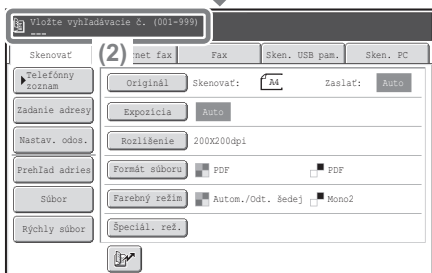 Vložte vyhľadávacie č. (001-999)
---
Skenovať (2) net fax Fax Sken. USB pam. Sken. PC
Telefónny zoznam
Originál Skenovať: A4 Zaslať: Auto
Zadanie adresy Expozícia Auto
Nastav. odos. Rozlíšenie 200X200dpi
Prehľad adries Formát súboru PDF PDF
Súbor Farebný režim Autom./Odt. šedej Mono2
Rýchly súbor Špeciál. rež.